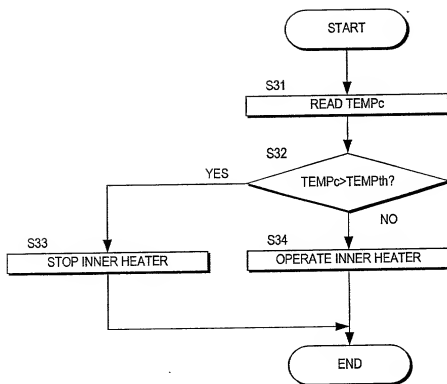 START
S31
READ TEMPc
S32
YES
TEMPc>TEMPth?
NO
S33
STOP INNER HEATER
S34
OPERATE INNER HEATER
END